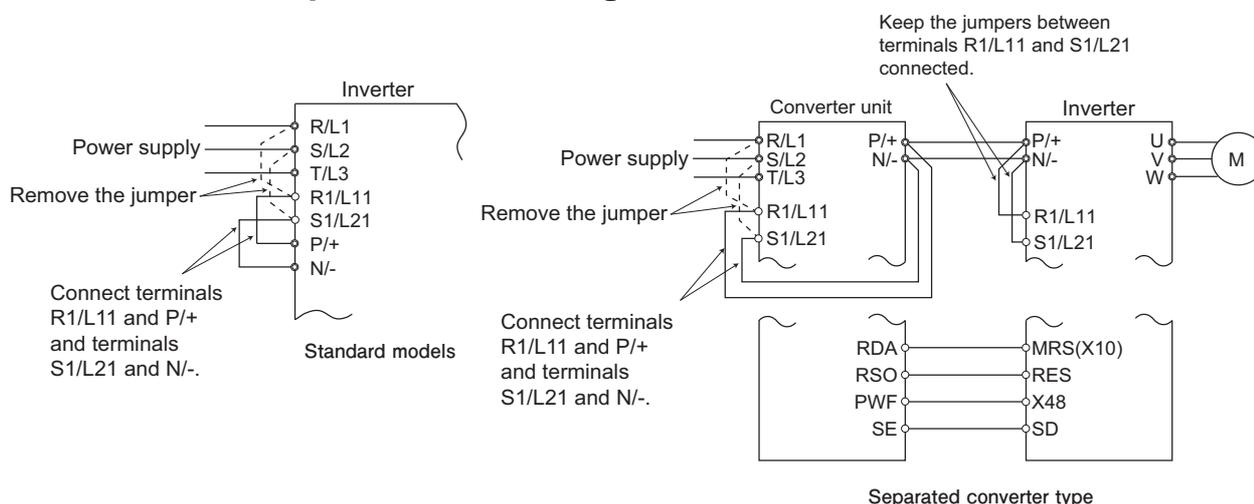 Inverter
Power supply
R/L1
S/L2
T/L3
Remove the jumper
R1/L11
S1/L21
P/+
N/-
Connect terminals
R1/L11 and P/+
and terminals
S1/L21 and N/-.
Standard models
Keep the jumpers between
terminals R1/L11 and S1/L21
connected.
Converter unit
Inverter
Power supply
R/L1
S/L2
T/L3
P/+
N/-
P/+
N/-
U
V
W
M
Remove the jumper
R1/L11
S1/L21
R1/L11
S1/L21
Connect terminals
R1/L11 and P/+
and terminals
S1/L21 and N/-.
RDA
MRS(X10)
RSO
RES
PWF
X48
SE
SD
Separated converter type